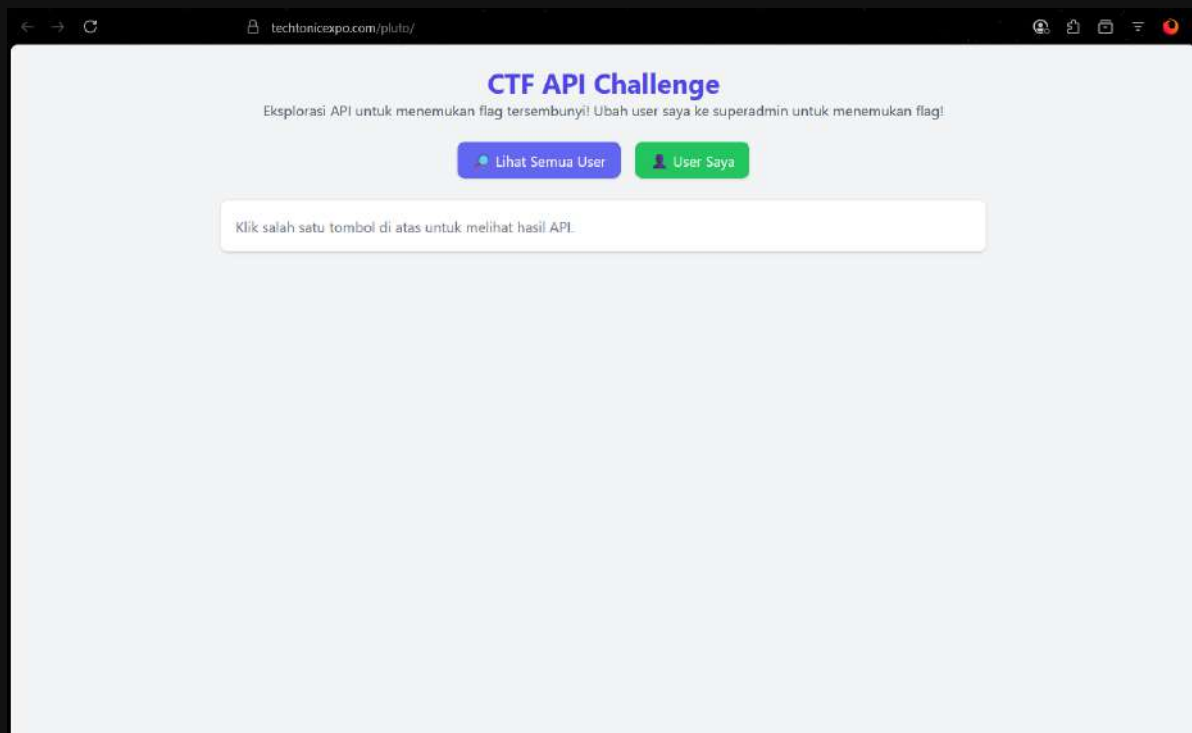 techtonicexpo.com/pluto/
CTF API Challenge
Eksplorasi API untuk menemukan flag tersembunyi! Ubah user saya ke superadmin untuk menemukan flag!
Lihat Semua User
User Saya
Klik salah satu tombol di atas untuk melihat hasil API.